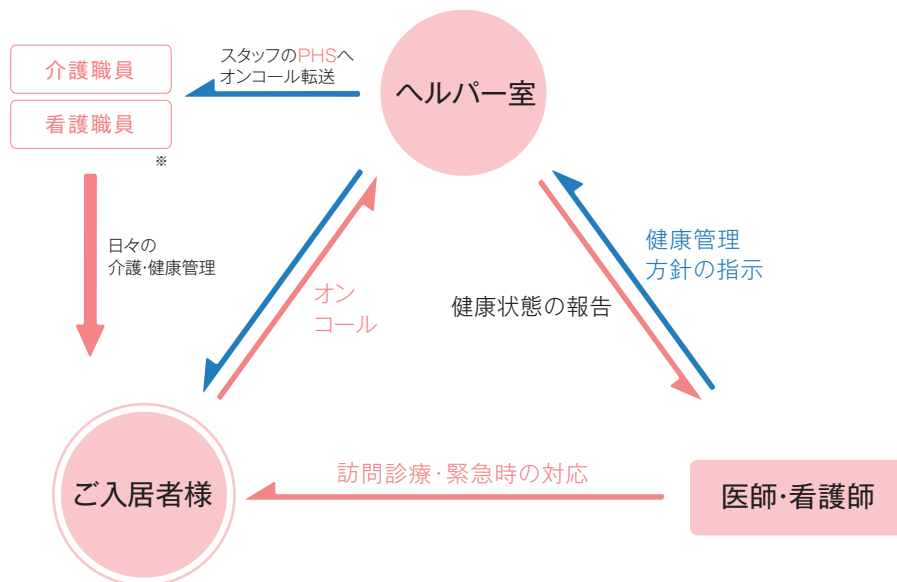 介護職員
看護職員
※
スタッフのPHSへ
オンコール転送
ヘルパー室
日々の
介護・健康管理
オン
コール
健康状態の報告
健康管理
方針の指示
ご入居者様
訪問診療・緊急時の対応
医師・看護師